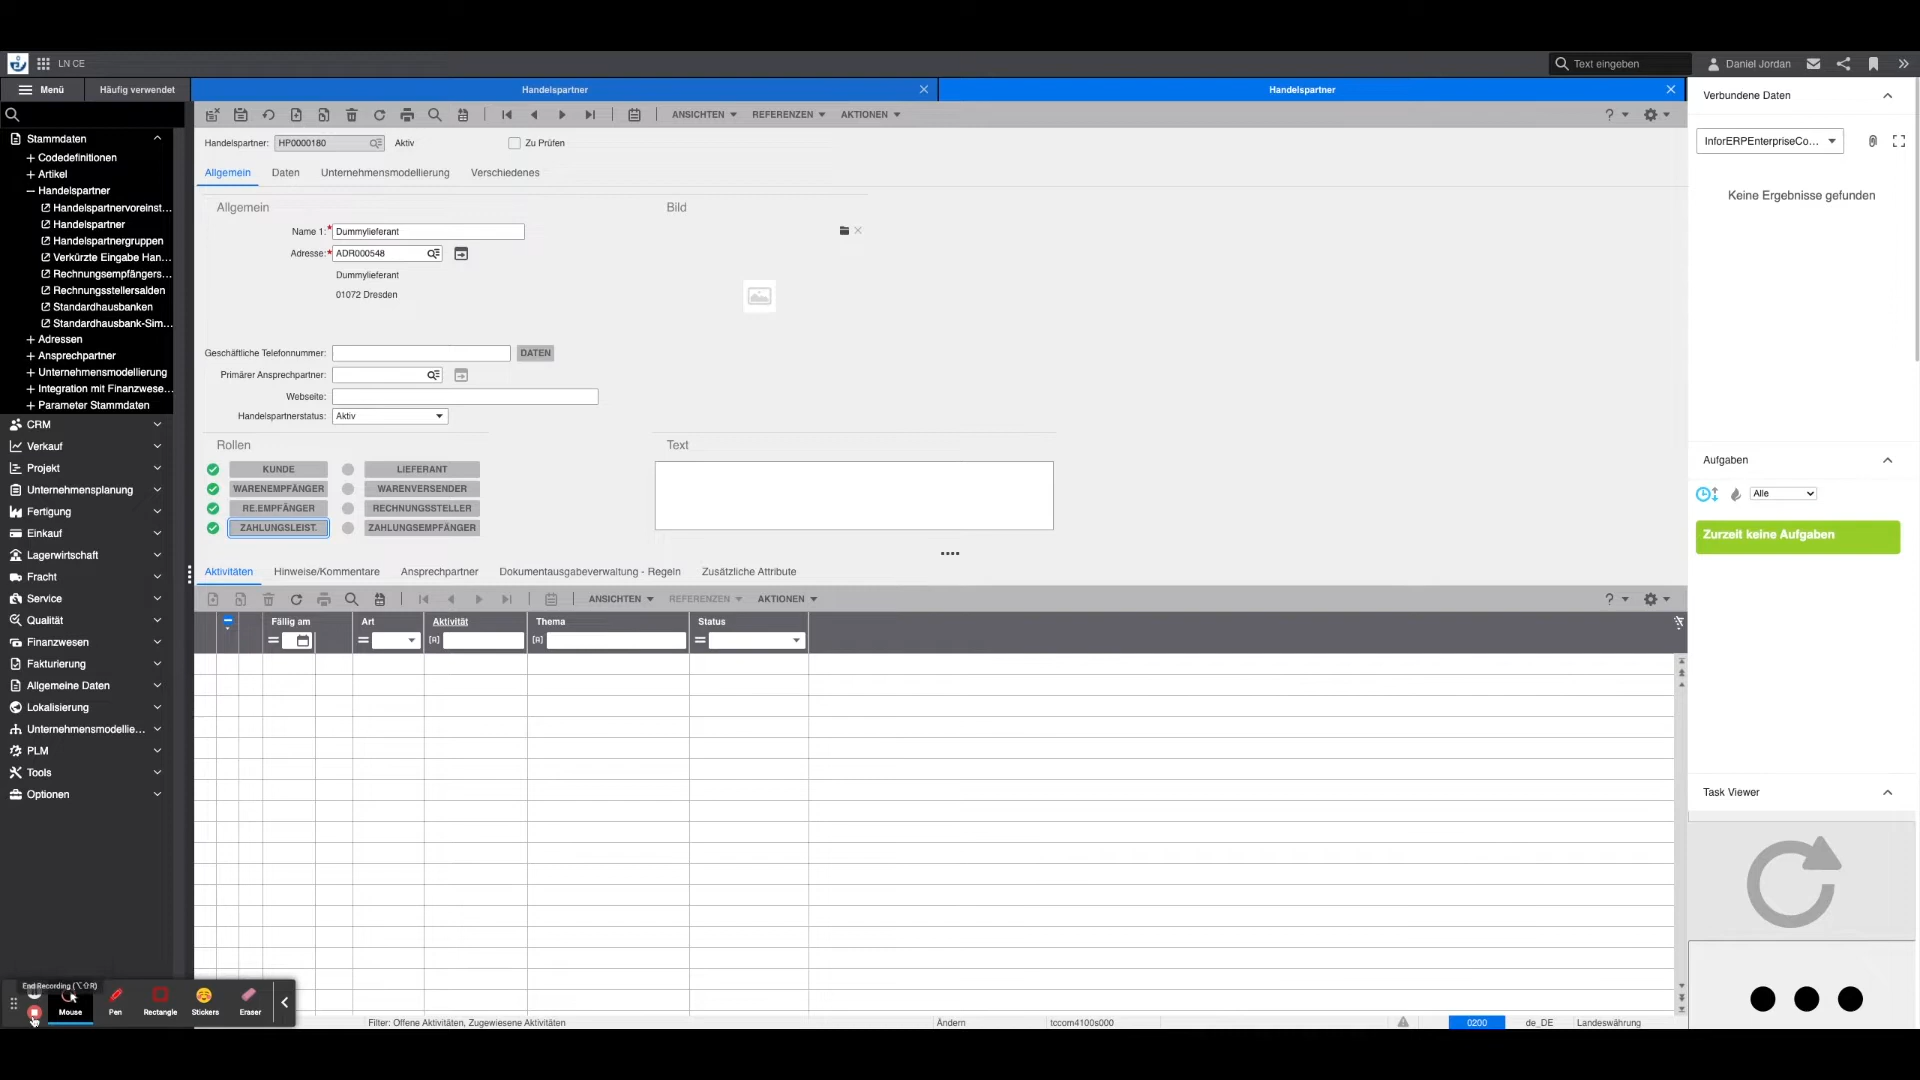 LN CE
Text eingeben
Daniel Jordan
Menü
Häufig verwendet
Handelspartner
Handelspartner
Verbundene Daten
ANSICHTEN
REFERENZEN
AKTIONEN
?
Handelspartner: HP0000180
Aktiv
Zu Prüfen
InforERPEnterpriseCo...
Keine Ergebnisse gefunden
Stammdaten
Codedefinitionen
Artikel
Handelspartner
Handelspartnervoreinst...
Handelspartner
Handelspartnergruppen
Verkürzte Eingabe Han...
Rechnungsempfängers...
Rechnungsstellersalden
Standardhausbanken
Standardhausbank-Sim...
Adressen
Ansprechpartner
Unternehmensmodellierung
Integration mit Finanzwese...
Parameter Stammdaten
CRM
Verkauf
Projekt
Unternehmensplanung
Fertigung
Einkauf
Lagerwirtschaft
Fracht
Service
Qualität
Finanzwesen
Fakturierung
Allgemeine Daten
Lokalisierung
Unternehmensmodellie...
PLM
Tools
Optionen
Allgemein
Daten
Unternehmensmodellierung
Verschiedenes
Allgemein
Bild
Name 1:* Dummylieferant
Adresse:* ADR000548
Dummylieferant
01072 Dresden
Geschäftliche Telefonnummer:
DATEN
Primärer Ansprechpartner:
Webseite:
Handelspartnerstatus: Aktiv
Rollen
Text
KUNDE
LIEFERANT
WARENEMPFÄNGER
WARENVERSENDER
RE.EMPFÄNGER
RECHNUNGSSTELLER
ZAHLUNGSLEIST.
ZAHLUNGSEMPFÄNGER
Aufgaben
Alle
Zurzeit keine Aufgaben
Aktivitäten
Hinweise/Kommentare
Ansprechpartner
Dokumentausgabeverwaltung - Regeln
Zusätzliche Attribute
ANSICHTEN
REFERENZEN
AKTIONEN
?
Fällig am
Art
Aktivität
Thema
Status
Task Viewer
End Recording (⌥⇧R)
Mouse
Pen
Rectangle
Stickers
Eraser
Filter: Offene Aktivitäten, Zugewiesene Aktivitäten
Ändern
tccom4100s000
0200
de_DE
Landeswährung